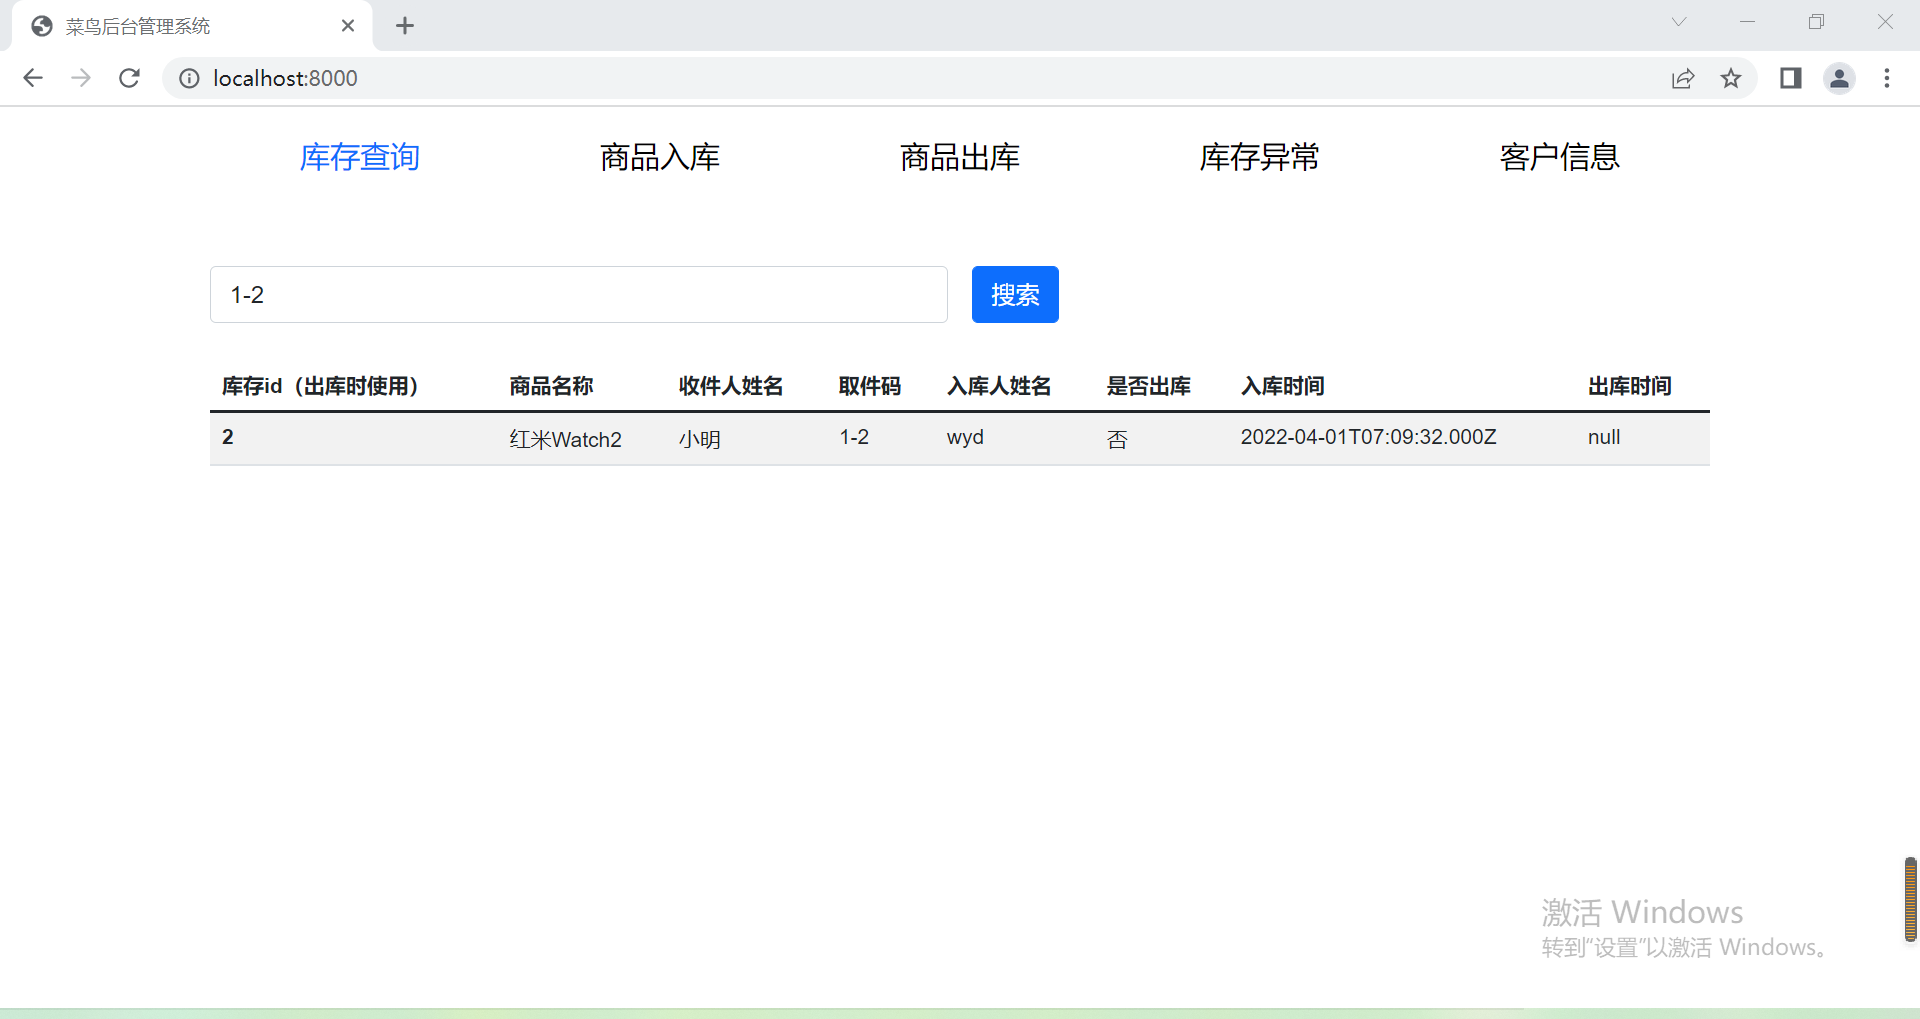 菜鸟后台管理系统
localhost:8000
库存查询 商品入库 商品出库 库存异常 客户信息
1-2 搜索
库存id（出库时使用） 商品名称 收件人姓名 取件码 入库人姓名 是否出库 入库时间 出库时间
2 红米Watch2 小明 1-2 wyd 否 2022-04-01T07:09:32.000Z null
激活 Windows
转到“设置”以激活 Windows。